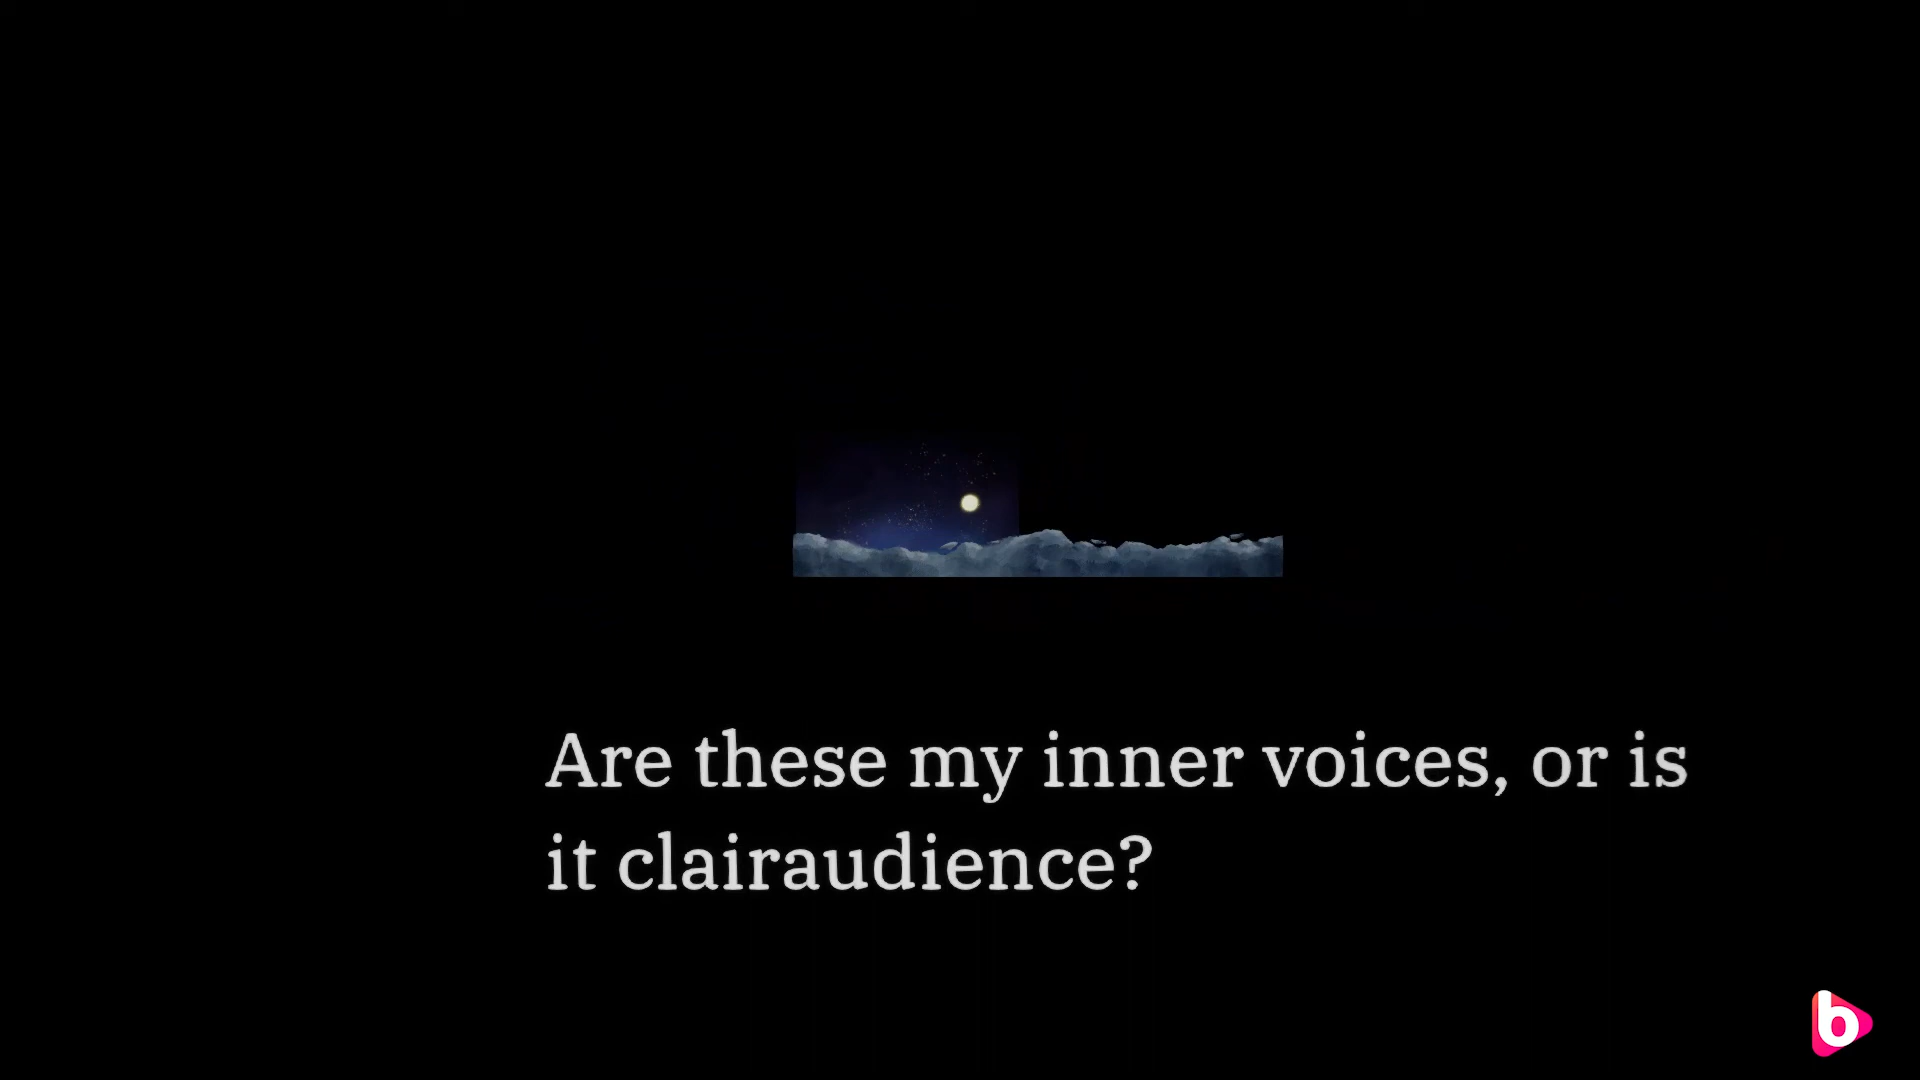 Are these my inner voices, or is
it clairaudience?
b